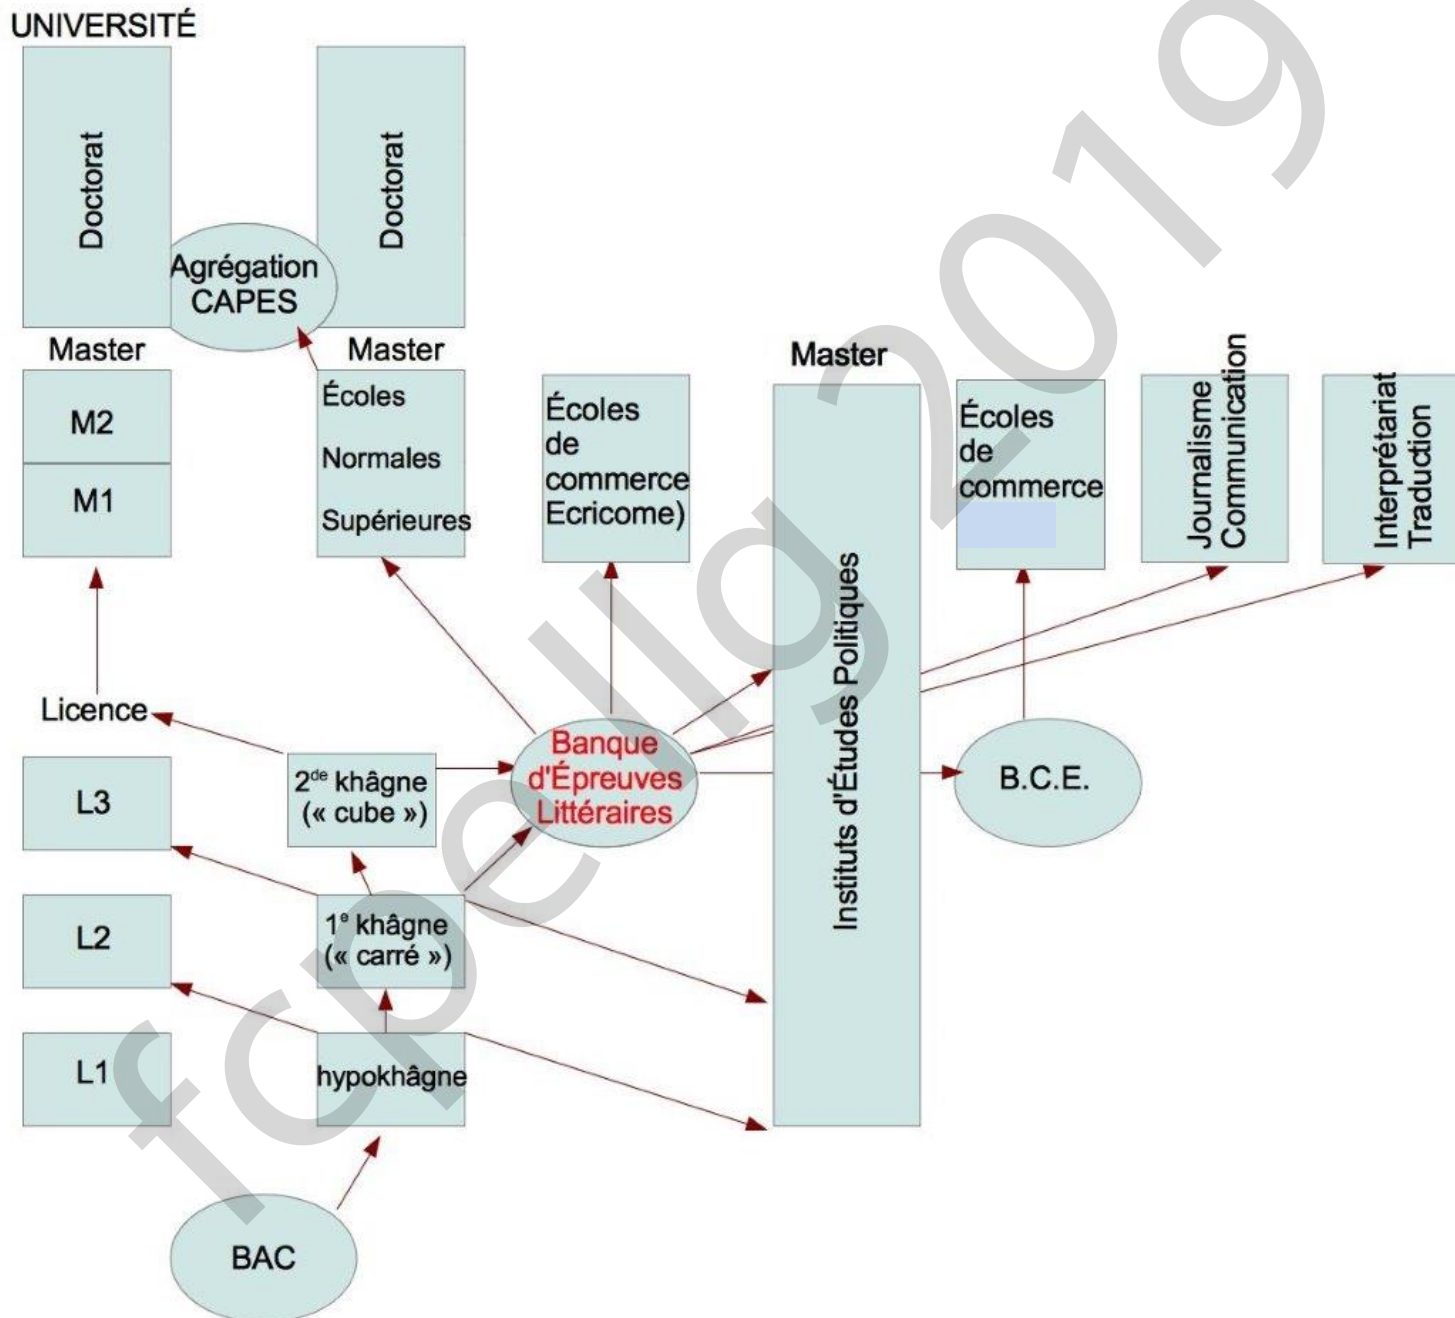 UNIVERSITÉ
Doctorat
Doctorat
Agrégation
CAPES
Master
Master
Master
M2
M1
Écoles
Normales
Supérieures
Écoles
de
commerce
Ecricome)
Instituts d'Études Politiques
Écoles
de
commerce
Journalisme
Communication
Interprétariat
Traduction
Licence
L3
2de khâgne
(« cube »)
Banque
d'Épreuves
Littéraires
B.C.E.
L2
1e khâgne
(« carré »)
L1
hypokhâgne
BAC
fcpellg 2019